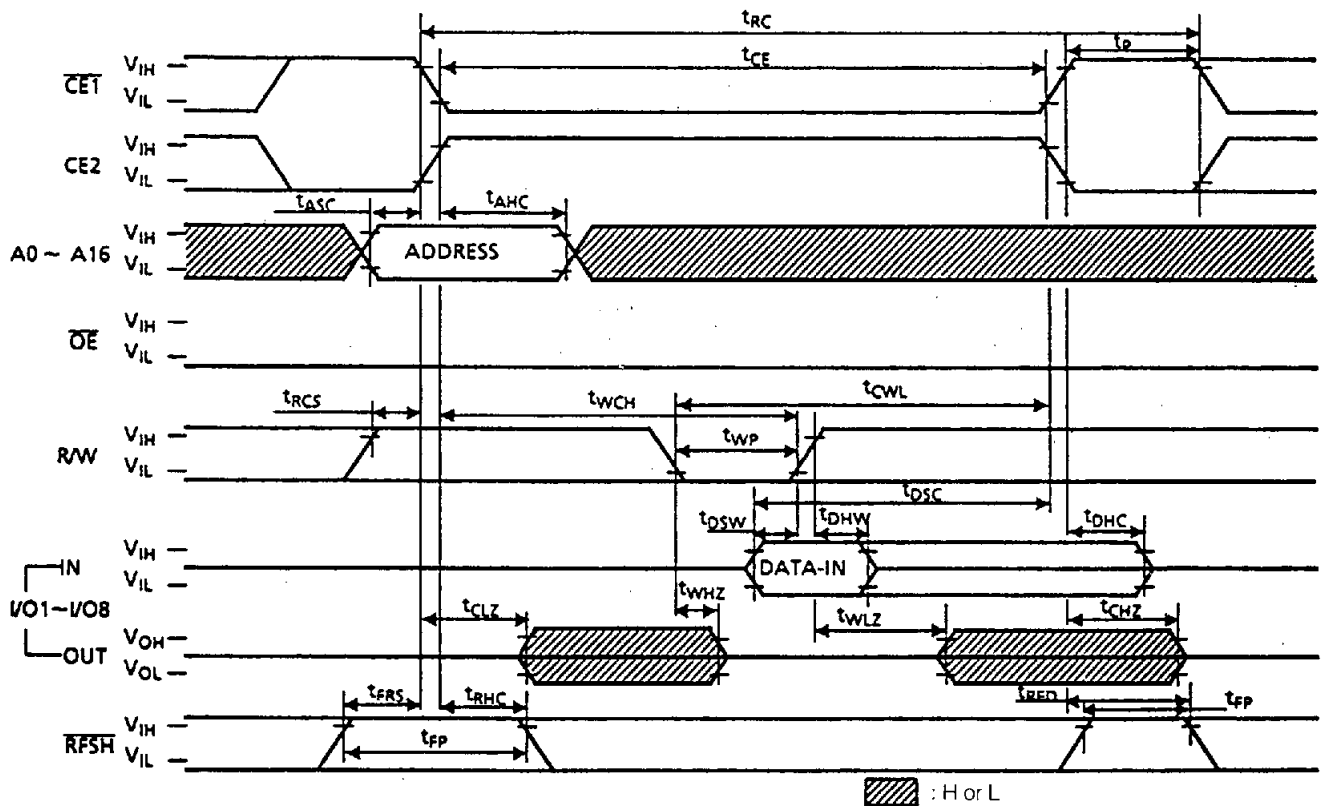 tRC
tP
tCE
CE1
VIH
VIL
CE2
VIH
VIL
tASC
tAHC
A0 ~ A16
VIH
VIL
ADDRESS
OE
VIH
VIL
tRCS
tCWL
tWCH
tWP
R/W
VIH
VIL
tDSC
tDSW
tDHW
tDHC
IN
VIH
VIL
DATA-IN
I/O1~I/O8
tCLZ
tWHZ
tWLZ
tCHZ
OUT
VOH
VOL
tFRS
tRHC
tRFD
tFP
RFSH
VIH
VIL
tFP
: H or L